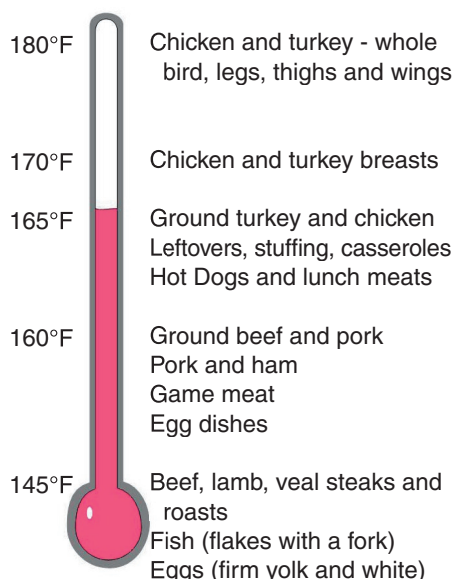 180°F Chicken and turkey - whole
bird, legs, thighs and wings
170°F Chicken and turkey breasts
165°F Ground turkey and chicken
Leftovers, stuffing, casseroles
Hot Dogs and lunch meats
160°F Ground beef and pork
Pork and ham
Game meat
Egg dishes
145°F Beef, lamb, veal steaks and
roasts
Fish (flakes with a fork)
Eggs (firm yolk and white)